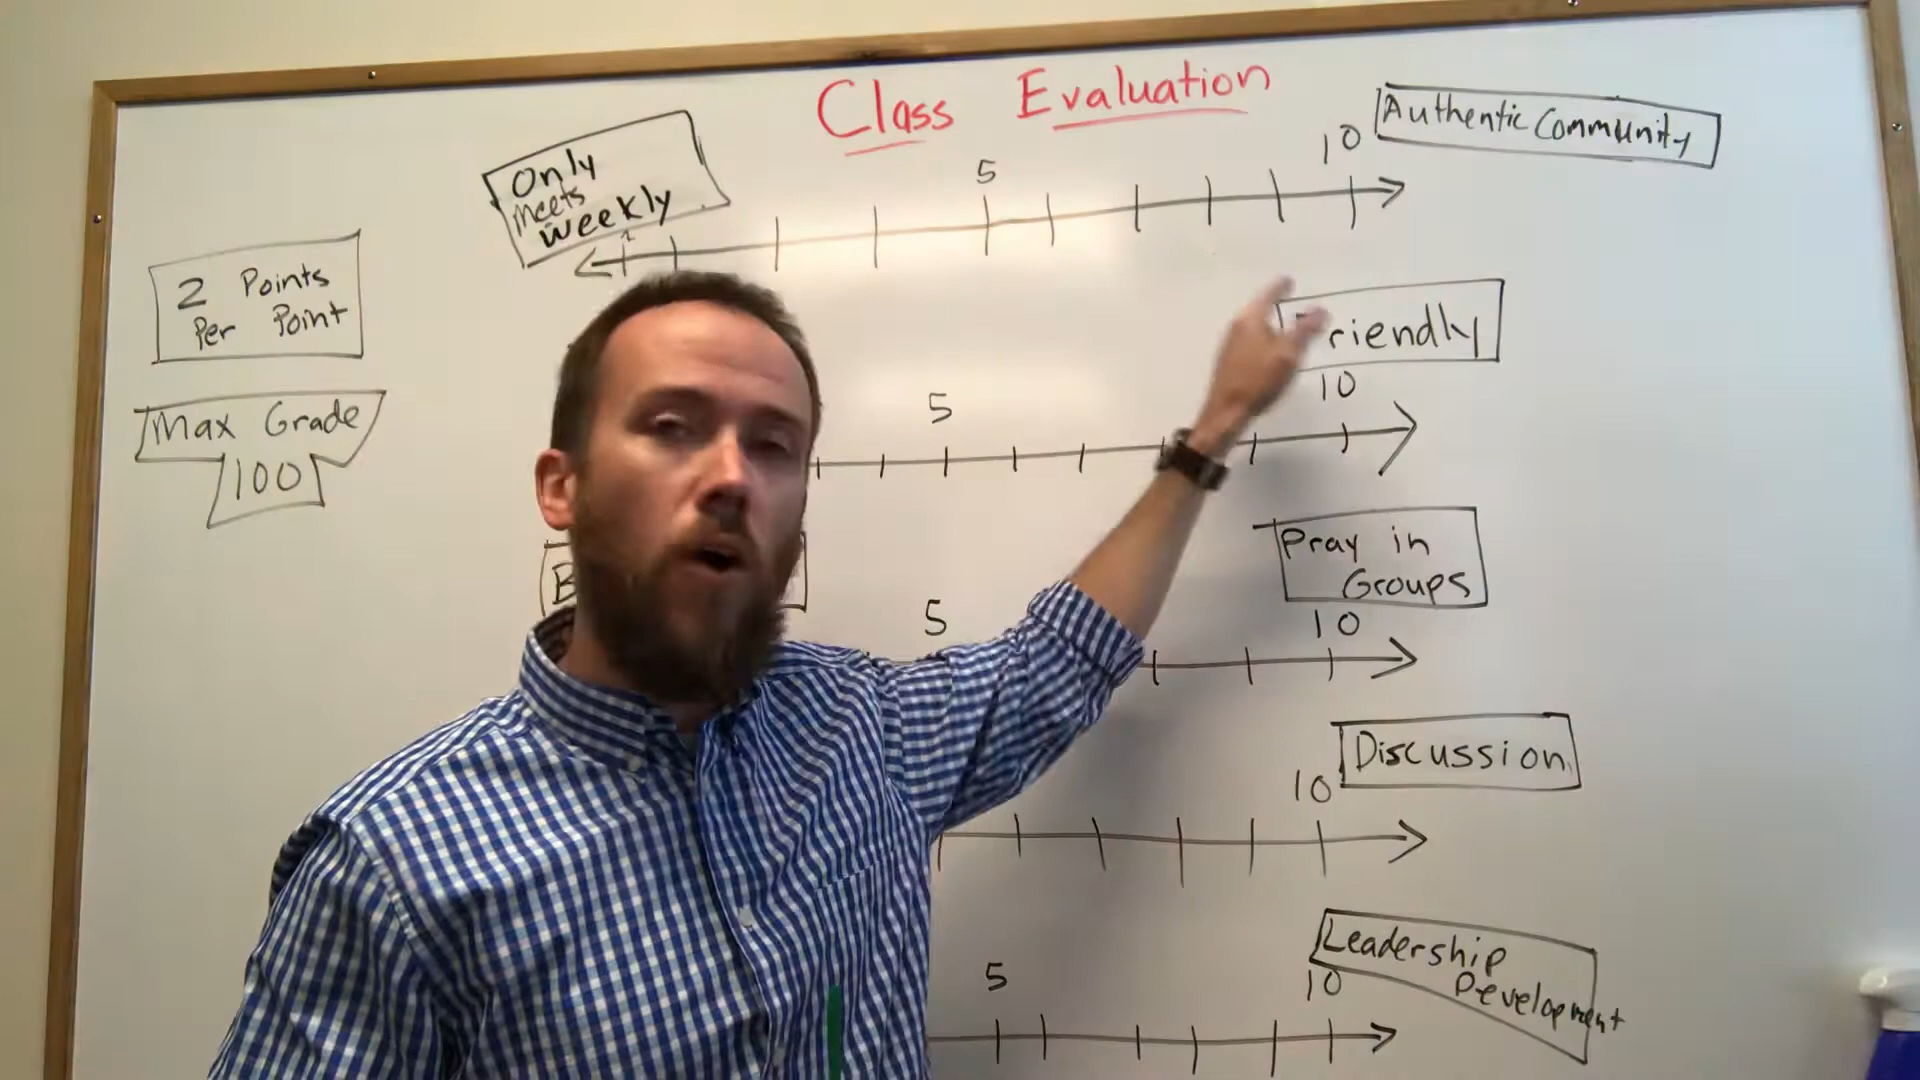 Class Evaluation
Authentic Community
10
5
Only
Meets
Weekly
1
2 Points
Per Point
Friendly
10
5
Max Grade
100
Pray in
Groups
10
5
Discussion
10
Leadership
Development
10
5